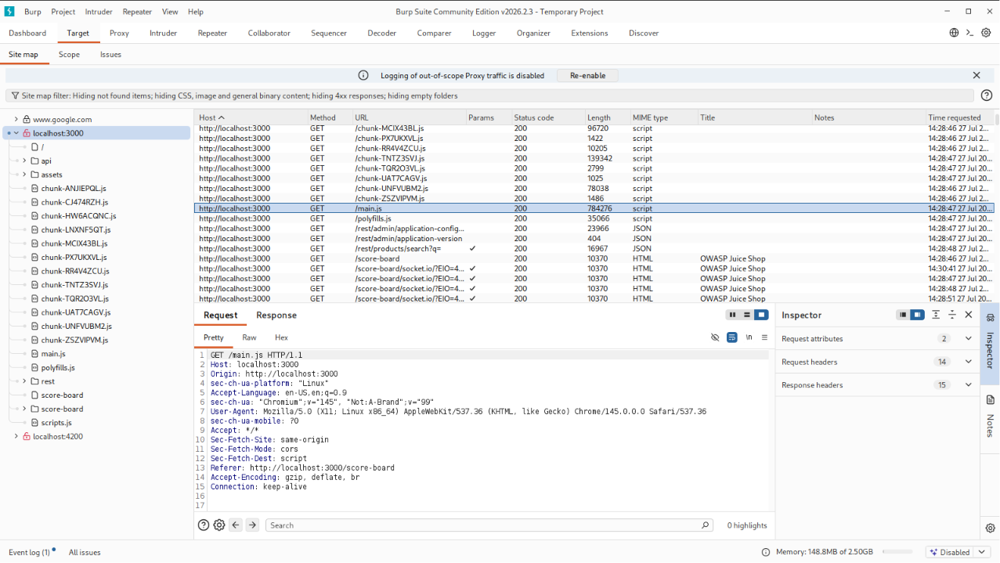 Burp Project Intruder Repeater View Help Burp Suite Community Edition v2026.2.3 - Temporary Project
Dashboard Target Proxy Intruder Repeater Collaborator Sequencer Decoder Comparer Logger Organizer Extensions Discover
Site map Scope Issues
Logging of out-of-scope Proxy traffic is disabled Re-enable
Site map filter: Hiding not found items; hiding CSS, image and general binary content; hiding 4xx responses; hiding empty folders
www.google.com
localhost:3000
/
api
assets
chunk-ANJIEPQL.js
chunk-CJ474RZH.js
chunk-HW6ACQNC.js
chunk-LNXNF5QT.js
chunk-MCIX43BL.js
chunk-PX7UKXVL.js
chunk-RR4V4ZCU.js
chunk-TNTZ3SVJ.js
chunk-TQR2O3VL.js
chunk-UAT7CAGV.js
chunk-UNFVUBM2.js
chunk-ZSZVIPVM.js
main.js
polyfills.js
rest
score-board
score-board
scripts.js
localhost:4200
Host Method URL Params Status code Length MIME type Title Notes Time requested
http://localhost:3000 GET /chunk-MCIX43BL.js 200 96720 script 14:28:46 27 Jul 2...
http://localhost:3000 GET /chunk-PX7UKXVL.js 200 1422 script 14:28:46 27 Jul 2...
http://localhost:3000 GET /chunk-RR4V4ZCU.js 200 10205 script 14:28:46 27 Jul 2...
http://localhost:3000 GET /chunk-TNTZ3SVJ.js 200 139342 script 14:28:47 27 Jul 20...
http://localhost:3000 GET /chunk-TQR2O3VL.js 200 2799 script 14:28:47 27 Jul 20...
http://localhost:3000 GET /chunk-UAT7CAGV.js 200 1025 script 14:28:47 27 Jul 20...
http://localhost:3000 GET /chunk-UNFVUBM2.js 200 78038 script 14:28:46 27 Jul 2...
http://localhost:3000 GET /chunk-ZSZVIPVM.js 200 1486 script 14:28:46 27 Jul 2...
http://localhost:3000 GET /main.js 200 784276 script 14:28:47 27 Jul 20...
http://localhost:3000 GET /polyfills.js 200 35066 script 14:28:47 27 Jul 20...
http://localhost:3000 GET /rest/admin/application-config... 200 23966 JSON 14:28:47 27 Jul 20...
http://localhost:3000 GET /rest/admin/application-version 200 404 JSON 14:28:47 27 Jul 20...
http://localhost:3000 GET /rest/products/search?q= ✓ 200 16967 JSON 14:28:48 27 Jul 2...
http://localhost:3000 GET /score-board 200 10370 HTML OWASP Juice Shop 14:28:46 27 Jul 2...
http://localhost:3000 GET /score-board/socket.io/?EIO=4... ✓ 200 10370 HTML OWASP Juice Shop 14:30:41 27 Jul 20...
http://localhost:3000 GET /score-board/socket.io/?EIO=4... ✓ 200 10370 HTML OWASP Juice Shop 14:28:47 27 Jul 20...
http://localhost:3000 GET /score-board/socket.io/?EIO=4... ✓ 200 10370 HTML OWASP Juice Shop 14:28:48 27 Jul 2...
http://localhost:3000 GET /score-board/socket.io/?EIO=4... ✓ 200 10370 HTML OWASP Juice Shop 14:28:51 27 Jul 20...
Request Response
Pretty Raw Hex \n
1 GET /main.js HTTP/1.1
2 Host: localhost:3000
3 Origin: http://localhost:3000
4 sec-ch-ua-platform: "Linux"
5 Accept-Language: en-US,en;q=0.9
6 sec-ch-ua: "Chromium";v="145", "Not:A-Brand";v="99"
7 User-Agent: Mozilla/5.0 (X11; Linux x86_64) AppleWebKit/537.36 (KHTML, like Gecko) Chrome/145.0.0.0 Safari/537.36
8 sec-ch-ua-mobile: ?0
9 Accept: */*
10 Sec-Fetch-Site: same-origin
11 Sec-Fetch-Mode: cors
12 Sec-Fetch-Dest: script
13 Referer: http://localhost:3000/score-board
14 Accept-Encoding: gzip, deflate, br
15 Connection: keep-alive
16
17
Search 0 highlights
Inspector
Request attributes 2
Request headers 14
Response headers 15
Inspector
Notes
Event log (1) All issues Memory: 148.8MB of 2.50GB Disabled